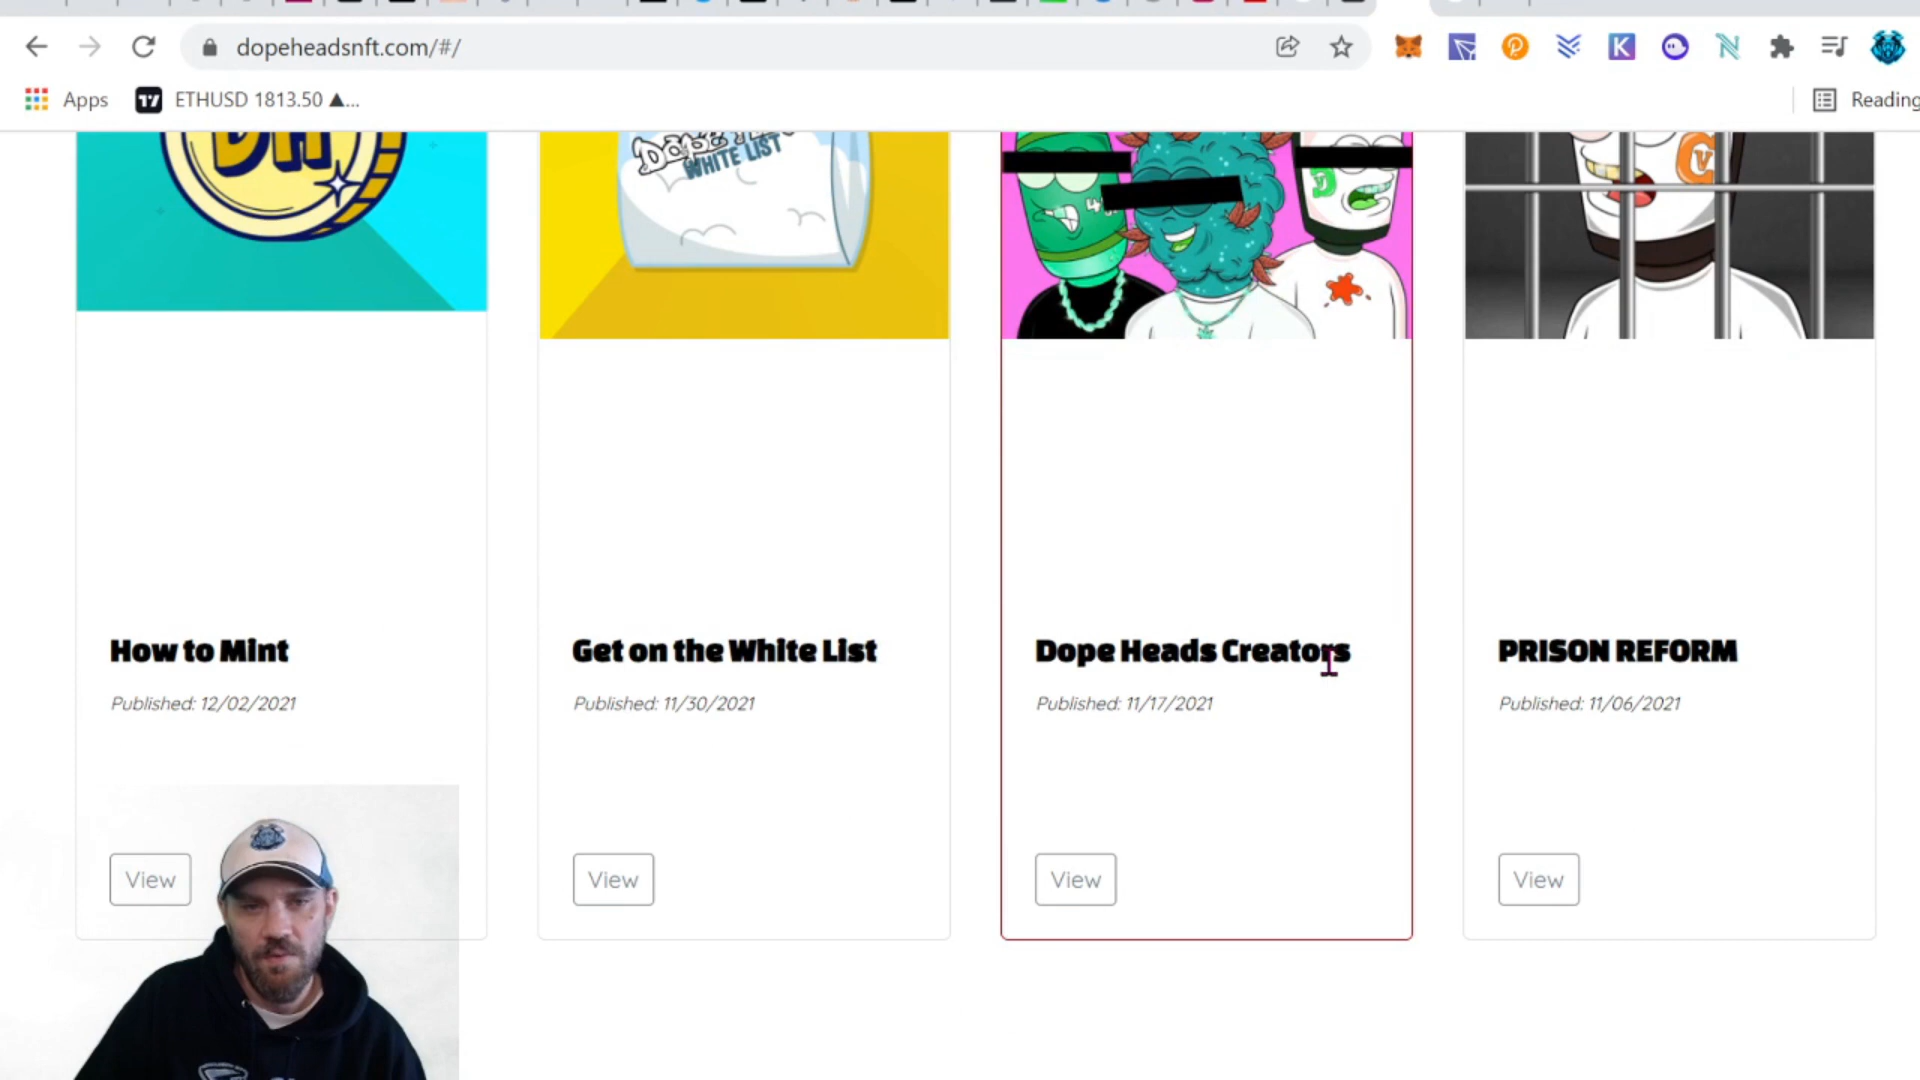 dopeheadsnft.com/#/
K
Apps
ETHUSD 1813.50 ▲...
Reading
DH
DOPE
WHITE LIST
How to Mint
Get on the White List
Dope Heads Creators
PRISON REFORM
Published: 12/02/2021
Published: 11/30/2021
Published: 11/17/2021
Published: 11/06/2021
View
View
View
View